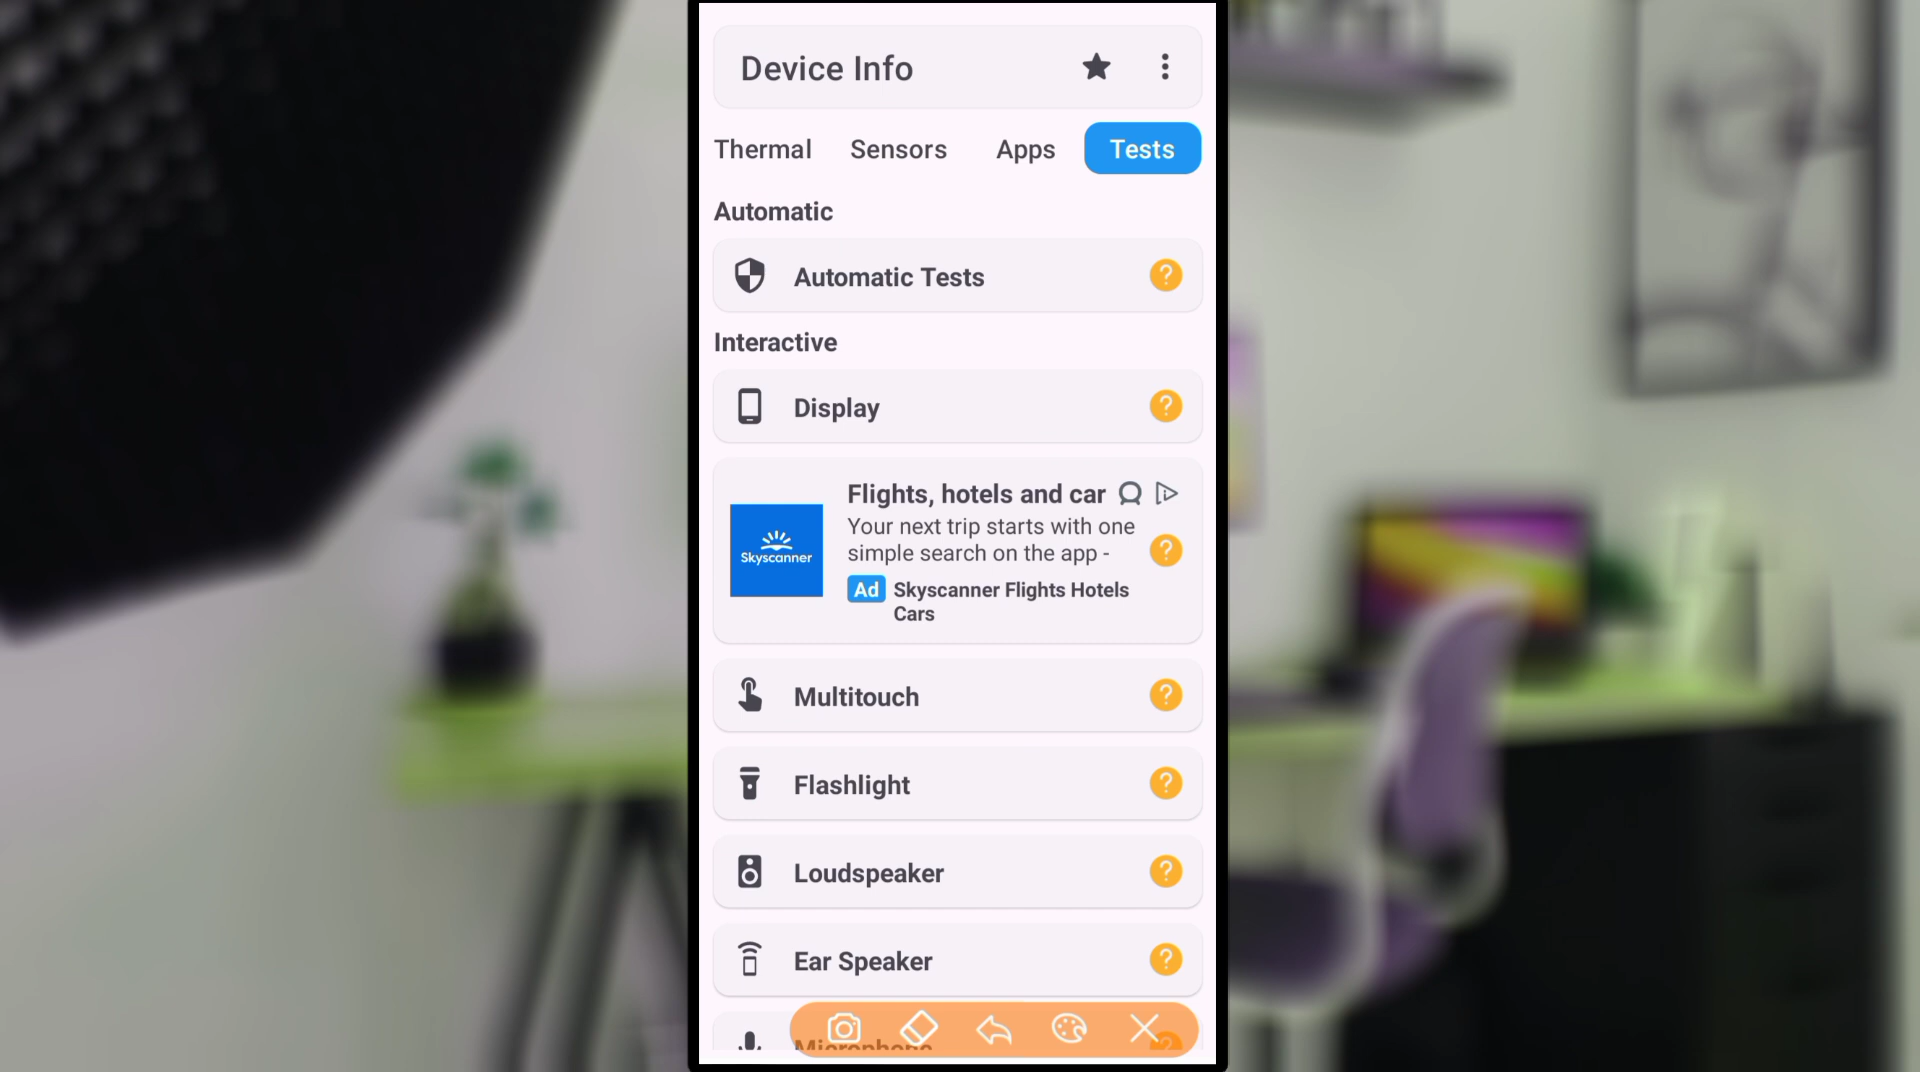 Device Info
Thermal Sensors Apps Tests
Automatic
Automatic Tests
Interactive
Display
Flights, hotels and car
Your next trip starts with one
simple search on the app -
Skyscanner
Ad Skyscanner Flights Hotels
Cars
Multitouch
Flashlight
Loudspeaker
Ear Speaker
Microphone